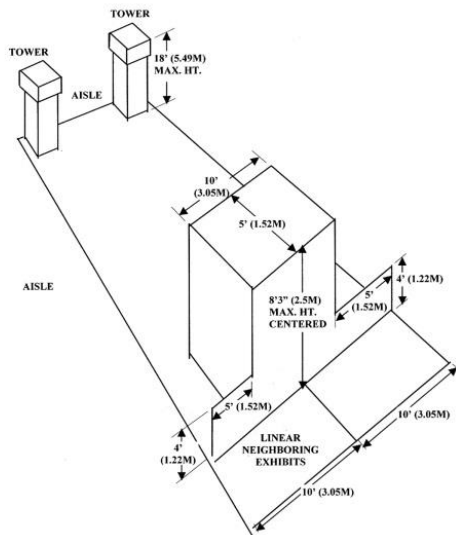 TOWER
TOWER
18' (5.49M)
MAX. HT.
AISLE
10'
(3.05M)
5' (1.52M)
AISLE
8'3” (2.5M)
MAX. HT.
CENTERED
4' (1.22M)
5'
(1.52M)
5' (1.52M)
4'
(1.22M)
LINEAR
NEIGHBORING
EXHIBITS
10' (3.05M)
10' (3.05M)